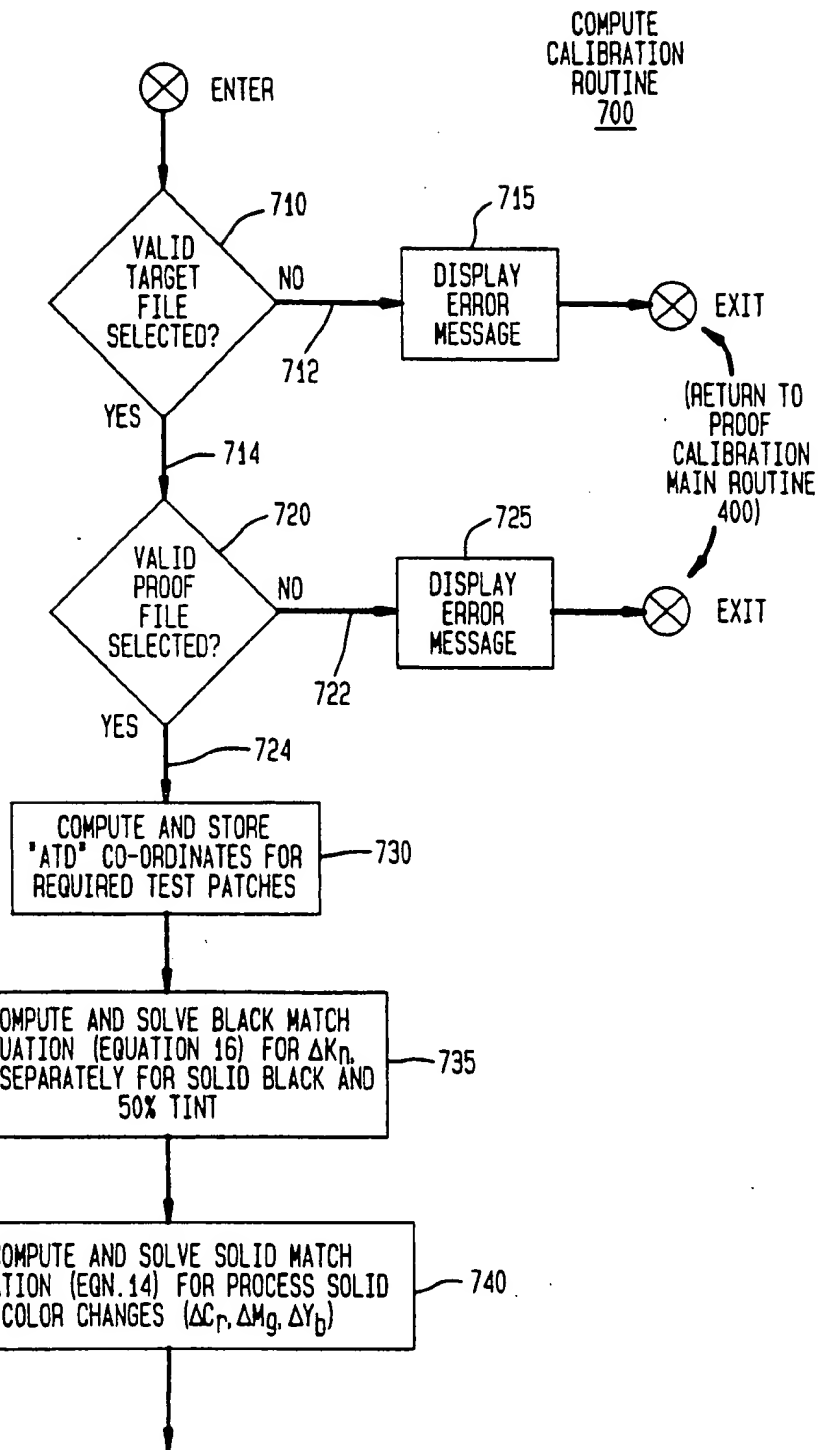 COMPUTE
CALIBRATION
ROUTINE
700
ENTER
710
VALID
TARGET
FILE
SELECTED?
NO
712
715
DISPLAY
ERROR
MESSAGE
EXIT
(RETURN TO
PROOF
CALIBRATION
MAIN ROUTINE
400)
YES
714
720
VALID
PROOF
FILE
SELECTED?
NO
722
725
DISPLAY
ERROR
MESSAGE
EXIT
YES
724
COMPUTE AND STORE
"ATD" CO-ORDINATES FOR
REQUIRED TEST PATCHES
730
OMPUTE AND SOLVE BLACK MATCH
UATION (EQUATION 16) FOR ΔKn,
SEPARATELY FOR SOLID BLACK AND
50% TINT
735
OMPUTE AND SOLVE SOLID MATCH
ATION (EQN.14) FOR PROCESS SOLID
COLOR CHANGES (ΔCr,ΔMg,ΔYb)
740